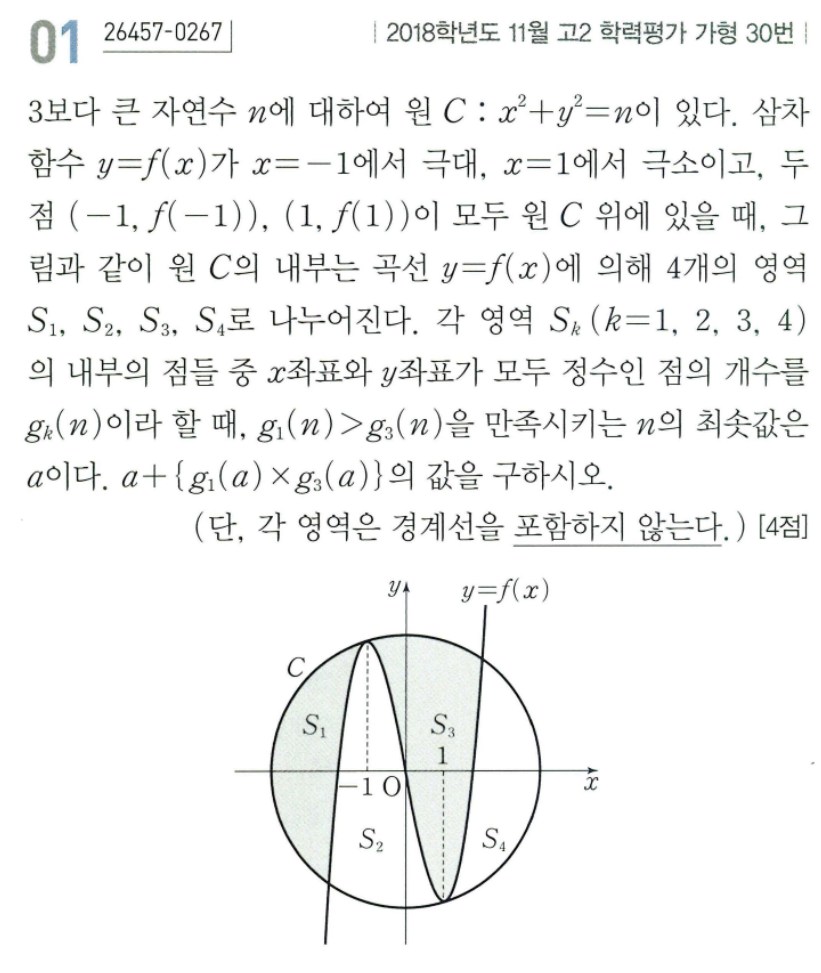 01 26457-0267 | 2018학년도 11월 고2 학력평가 가형 30번 |
3보다 큰 자연수 n에 대하여 원 C : x²+y²=n이 있다. 삼차
함수 y=f(x)가 x=-1에서 극대, x=1에서 극소이고, 두
점 (-1, f(-1)), (1, f(1))이 모두 원 C 위에 있을 때, 그
림과 같이 원 C의 내부는 곡선 y=f(x)에 의해 4개의 영역
S₁, S₂, S₃, S₄로 나누어진다. 각 영역 Sₖ (k=1, 2, 3, 4)
의 내부의 점들 중 x좌표와 y좌표가 모두 정수인 점의 개수를
gₖ(n)이라 할 때, g₁(n)>g₃(n)을 만족시키는 n의 최솟값은
a이다. a+{g₁(a)×g₃(a)}의 값을 구하시오.
(단, 각 영역은 경계선을 포함하지 않는다.) [4점]
y y=f(x)
C
S₁ S₃
1
-1 O x
S₂ S₄